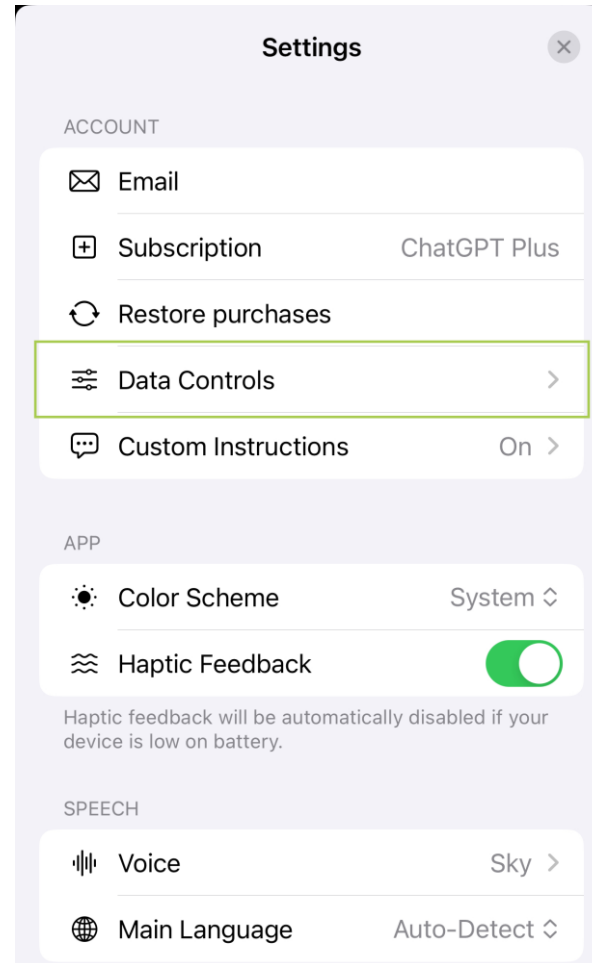 Settings
ACCOUNT
Email
Subscription ChatGPT Plus
Restore purchases
Data Controls
Custom Instructions On
APP
Color Scheme System
Haptic Feedback
Haptic feedback will be automatically disabled if your
device is low on battery.
SPEECH
Voice Sky
Main Language Auto-Detect